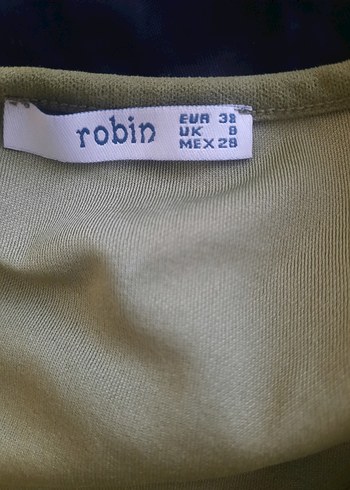 robin
EUR 38
UK 8
MEX 28